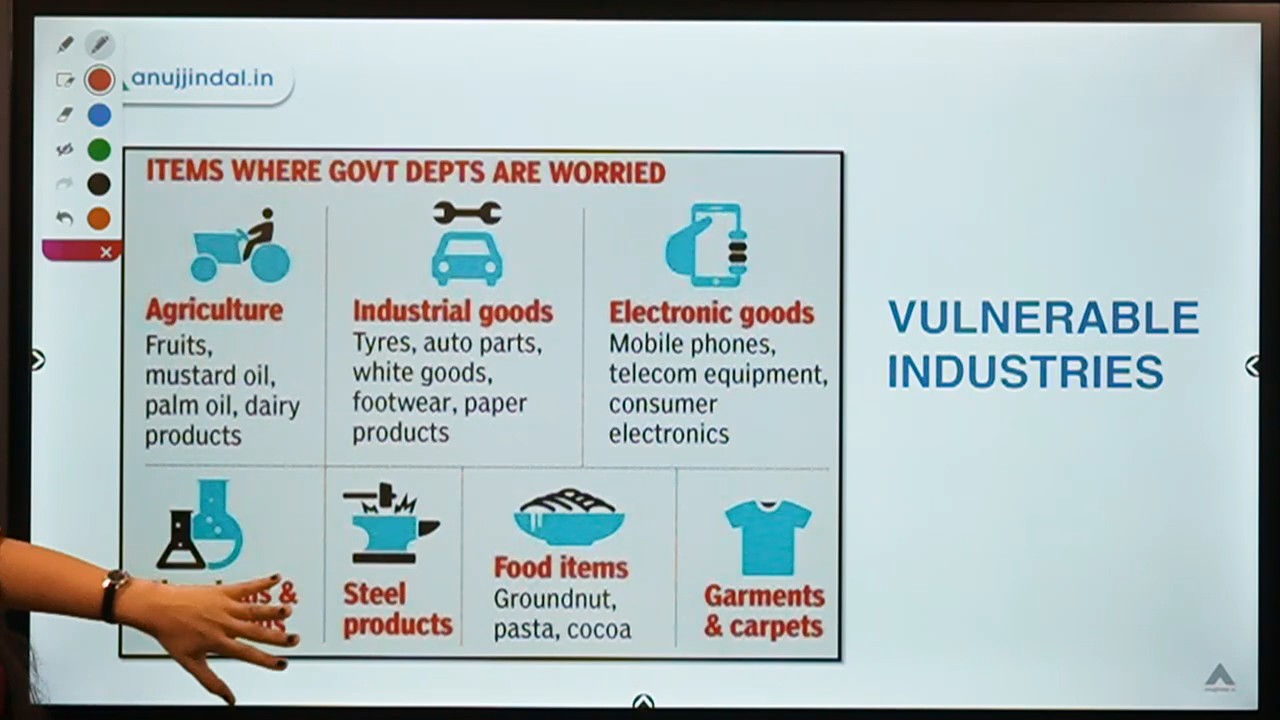 anujjindal.in
ITEMS WHERE GOVT DEPTS ARE WORRIED
Agriculture
Fruits,
mustard oil,
palm oil, dairy
products
Industrial goods
Tyres, auto parts,
white goods,
footwear, paper
products
Electronic goods
Mobile phones,
telecom equipment,
consumer
electronics
&
Steel
products
Food items
Groundnut,
pasta, cocoa
Garments
& carpets
VULNERABLE
INDUSTRIES